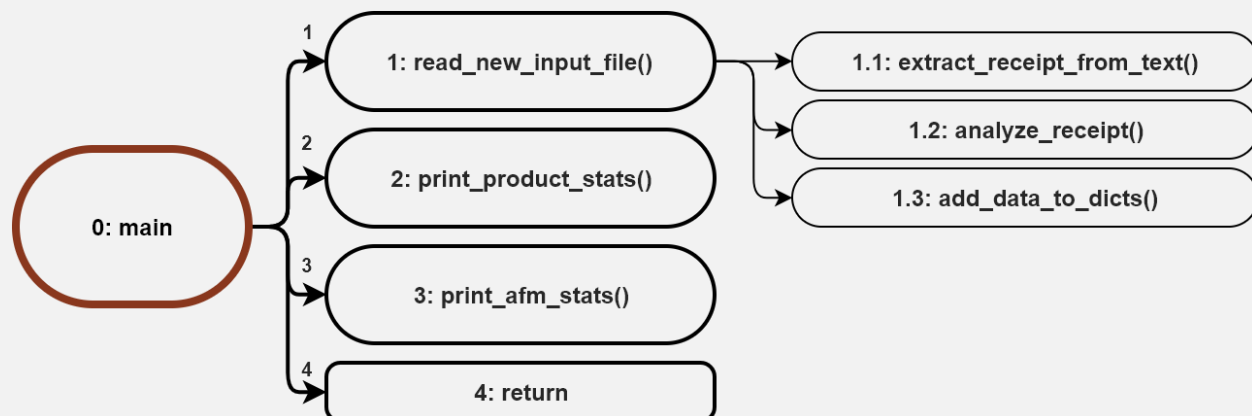 1
1: read_new_input_file()
1.1: extract_receipt_from_text()
1.2: analyze_receipt()
2
2: print_product_stats()
1.3: add_data_to_dicts()
0: main
3
3: print_afm_stats()
4
4: return